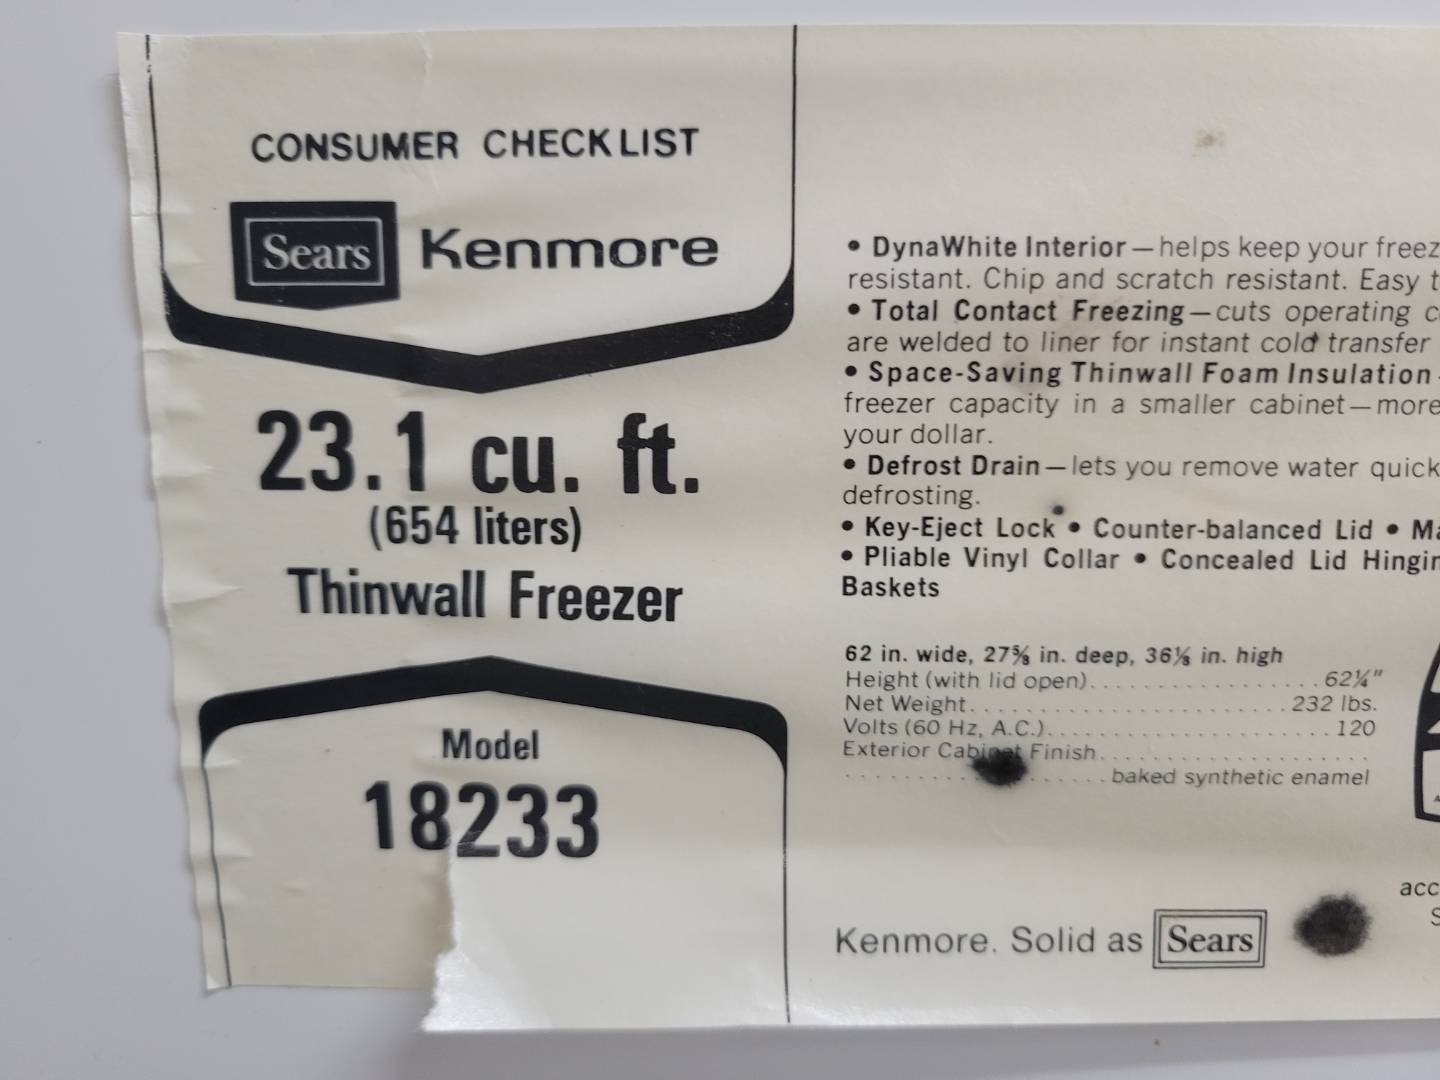 CONSUMER CHECKLIST
Sears Kenmore
23.1 cu. ft.
(654 liters)
Thinwall Freezer
Model
18233
• DynaWhite Interior—helps keep your freez
resistant. Chip and scratch resistant. Easy t
• Total Contact Freezing—cuts operating c
are welded to liner for instant cold transfer
• Space-Saving Thinwall Foam Insulation
freezer capacity in a smaller cabinet—more
your dollar.
• Defrost Drain—lets you remove water quick
defrosting.
• Key-Eject Lock • Counter-balanced Lid • Ma
• Pliable Vinyl Collar • Concealed Lid Hingin
Baskets
62 in. wide, 27⅝ in. deep, 36⅛ in. high
Height (with lid open)..................62¼"
Net Weight........................232 lbs.
Volts (60 Hz, A.C.)......................120
Exterior Cabinet Finish....................
......................baked synthetic enamel
Kenmore. Solid as Sears
acc
S